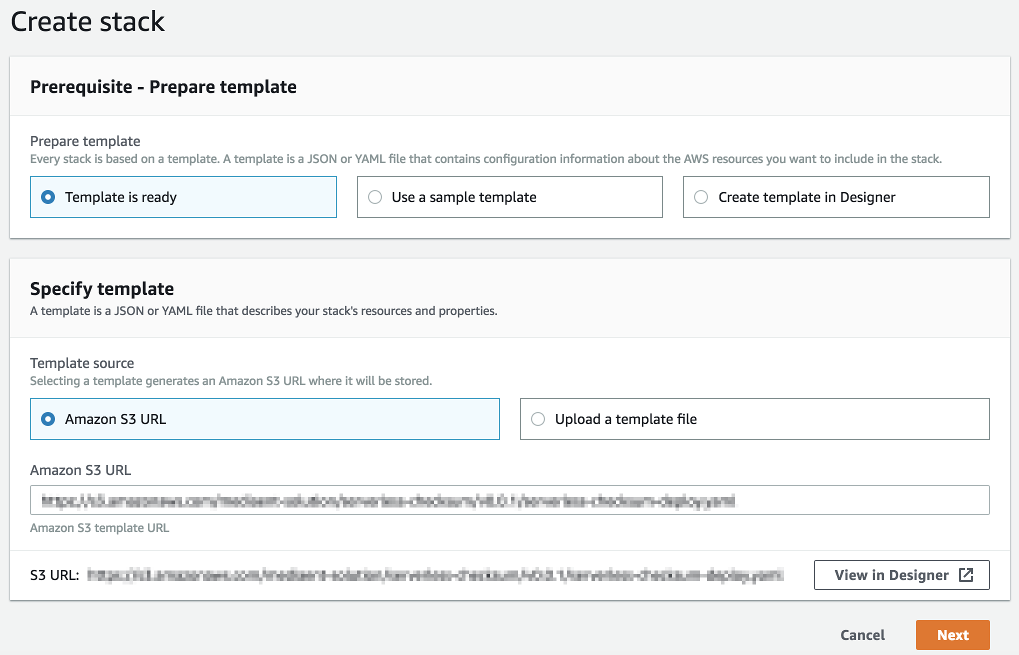 Create stack
Prerequisite - Prepare template
Prepare template
Every stack is based on a template. A template is a JSON or YAML file that contains configuration information about the AWS resources you want to include in the stack.
Template is ready
Use a sample template
Create template in Designer
Specify template
A template is a JSON or YAML file that describes your stack's resources and properties.
Template source
Selecting a template generates an Amazon S3 URL where it will be stored.
Amazon S3 URL
Upload a template file
Amazon S3 URL
Amazon S3 template URL
S3 URL:
View in Designer
Cancel
Next